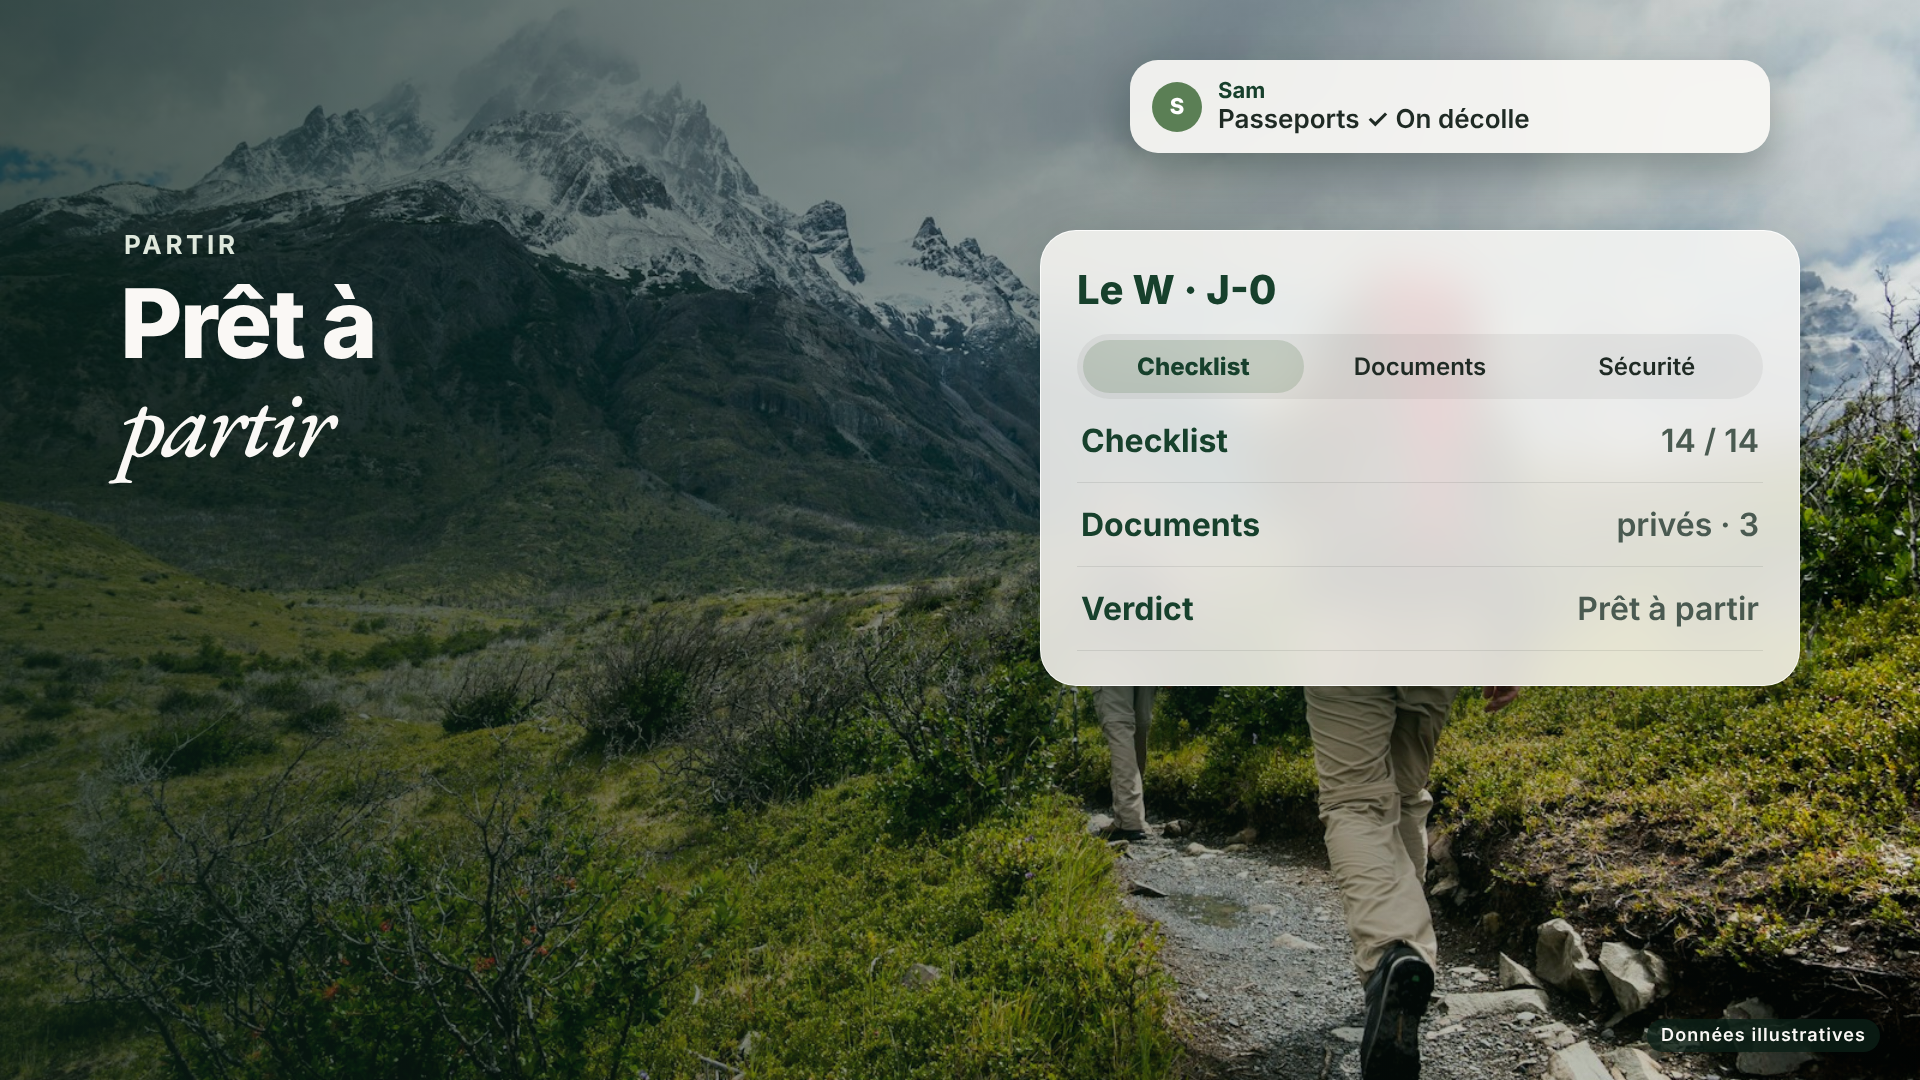 PARTIR
Prêt à
partir
S
Sam
Passeports ✓ On décolle
Le W · J-0
Checklist Documents Sécurité
Checklist 14 / 14
Documents privés · 3
Verdict Prêt à partir
Données illustratives